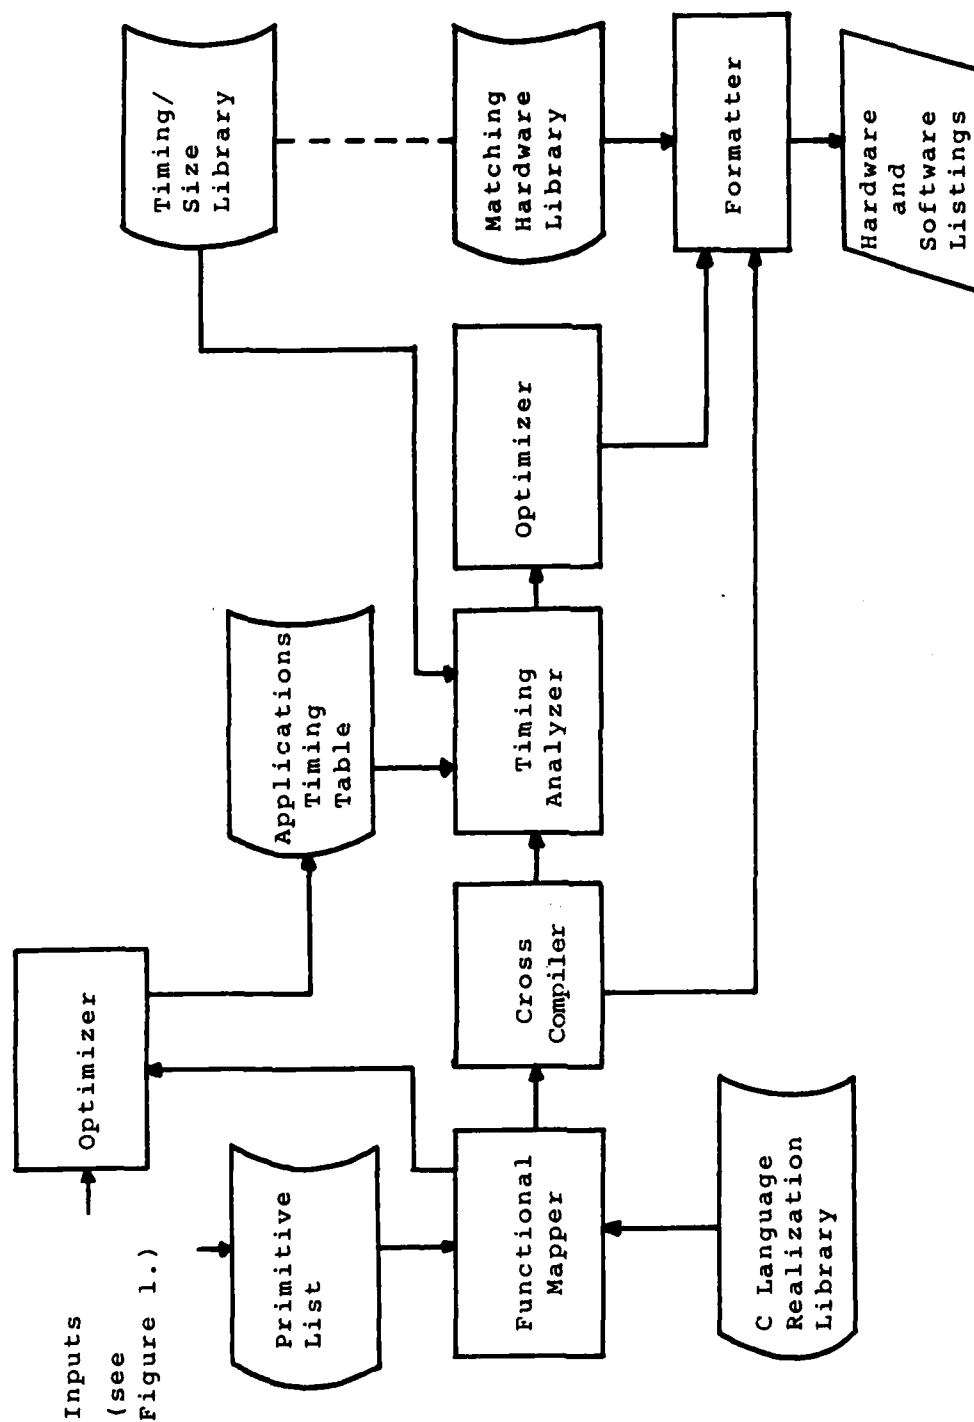 Inputs
(see
Figure 1.)
Optimizer
Primitive
List
Applications
Timing
Table
Timing/
Size
Library
Functional
Mapper
Cross
Compiler
Timing
Analyzer
Optimizer
Matching
Hardware
Library
C Language
Realization
Library
Formatter
Hardware
and
Software
Listings